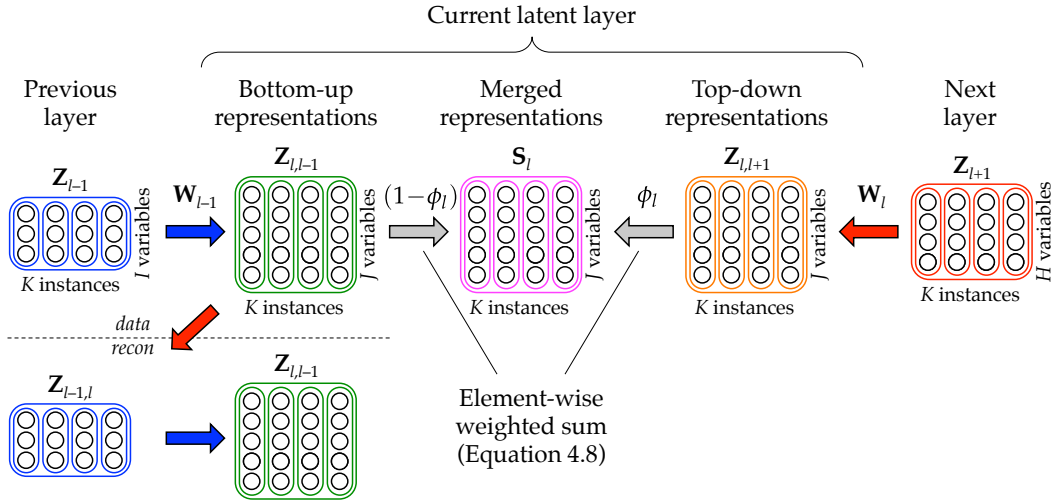 Current latent layer
Previous
layer
Bottom-up
representations
Merged
representations
Top-down
representations
Next
layer
Z_{l–1}
W_{l–1}
Z_{l,l–1}
(1–ϕ_l)
S_l
ϕ_l
Z_{l,l+1}
W_l
Z_{l+1}
I variables
J variables
J variables
J variables
H variables
K instances
K instances
K instances
K instances
K instances
data
recon
Z_{l–1,l}
Z_{l,l–1}
Element-wise
weighted sum
(Equation 4.8)